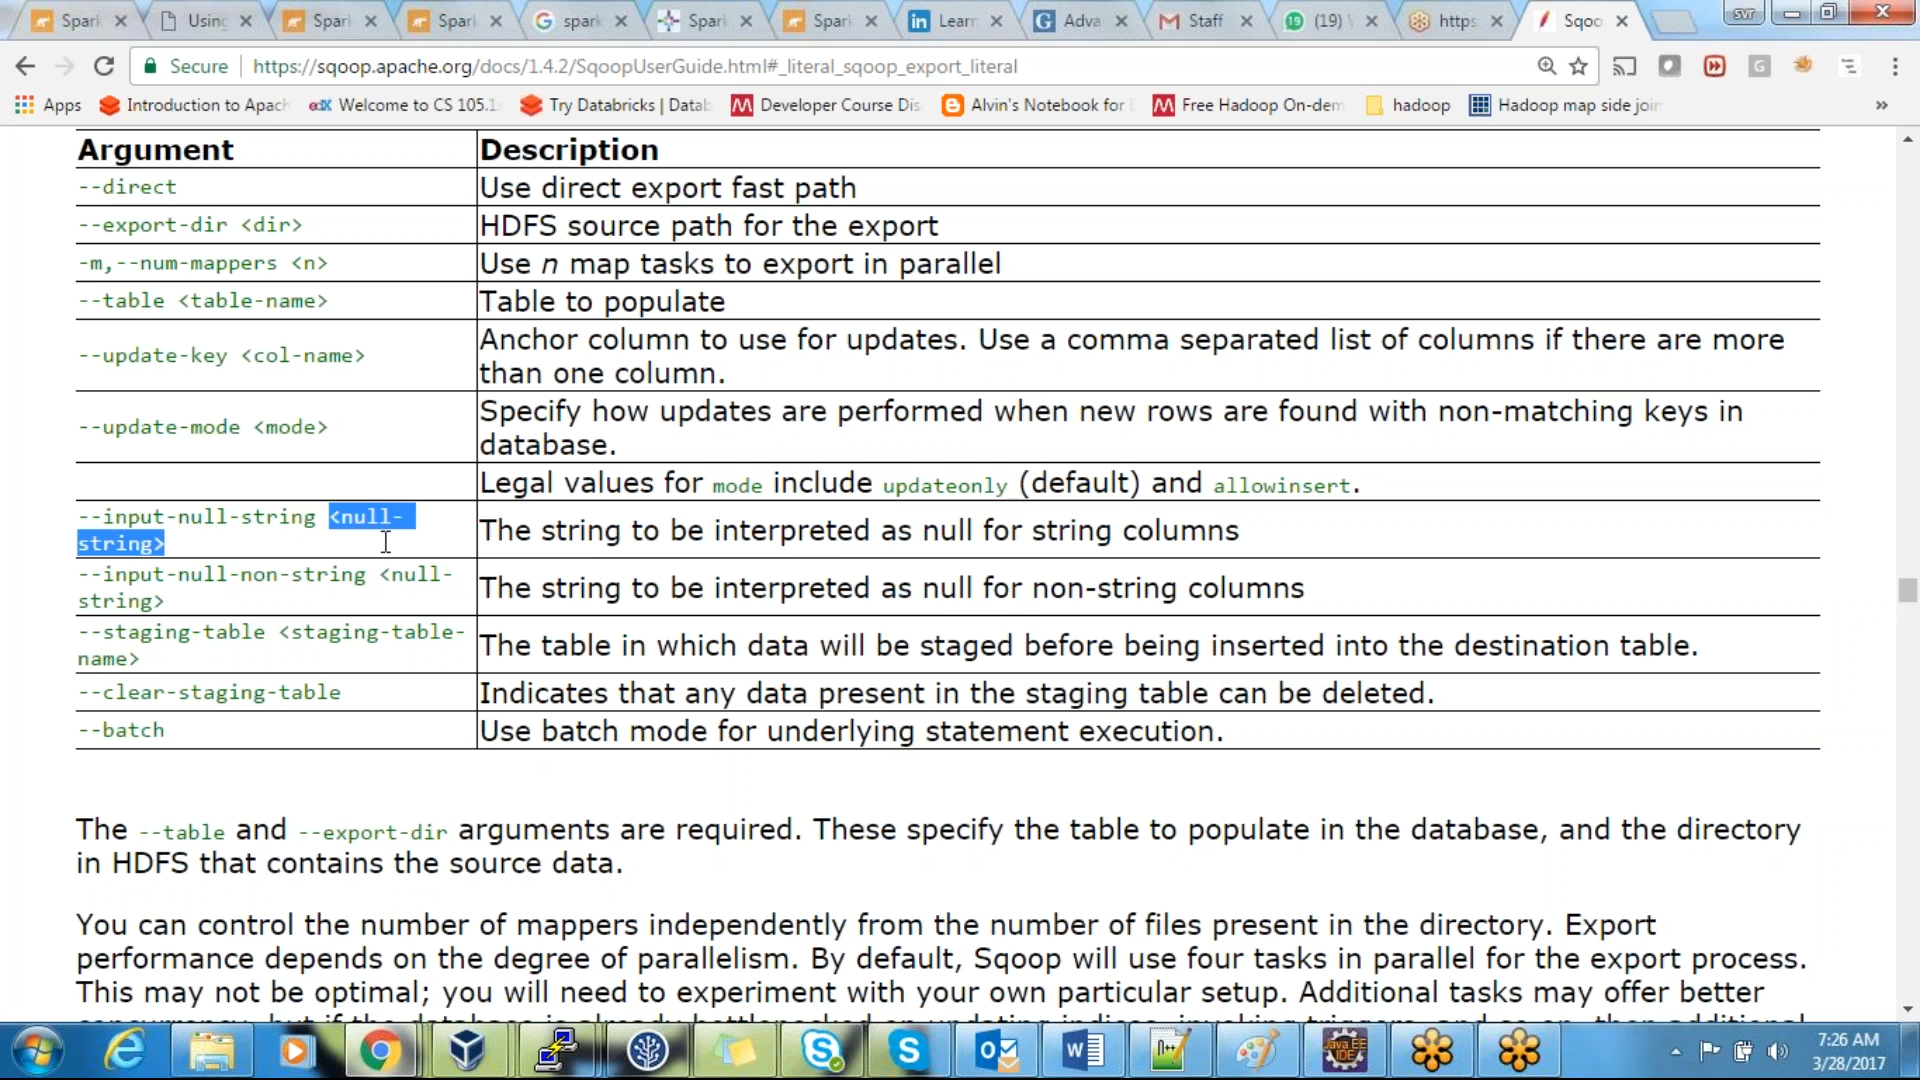 Spark
Using
Spark
Spark
spark
Spark
Spark
Learn
Adva
Staff
(19)
https
Sqoo
svr
Secure
https://sqoop.apache.org/docs/1.4.2/SqoopUserGuide.html#_literal_sqoop_export_literal
Apps
Introduction to Apach
Welcome to CS 105.1
Try Databricks | Datab
Developer Course Dis
Alvin's Notebook for
Free Hadoop On-dem
hadoop
Hadoop map side join
»
Argument Description
--direct Use direct export fast path
--export-dir <dir> HDFS source path for the export
-m,--num-mappers <n> Use n map tasks to export in parallel
--table <table-name> Table to populate
--update-key <col-name> Anchor column to use for updates. Use a comma separated list of columns if there are more
than one column.
--update-mode <mode> Specify how updates are performed when new rows are found with non-matching keys in
database.
Legal values for mode include updateonly (default) and allowinsert.
--input-null-string <null-
string>
The string to be interpreted as null for string columns
--input-null-non-string <null-
string>
The string to be interpreted as null for non-string columns
--staging-table <staging-table-
name>
The table in which data will be staged before being inserted into the destination table.
--clear-staging-table Indicates that any data present in the staging table can be deleted.
--batch Use batch mode for underlying statement execution.
The --table and --export-dir arguments are required. These specify the table to populate in the database, and the directory
in HDFS that contains the source data.
You can control the number of mappers independently from the number of files present in the directory. Export
performance depends on the degree of parallelism. By default, Sqoop will use four tasks in parallel for the export process.
This may not be optimal; you will need to experiment with your own particular setup. Additional tasks may offer better
7:26 AM
3/28/2017